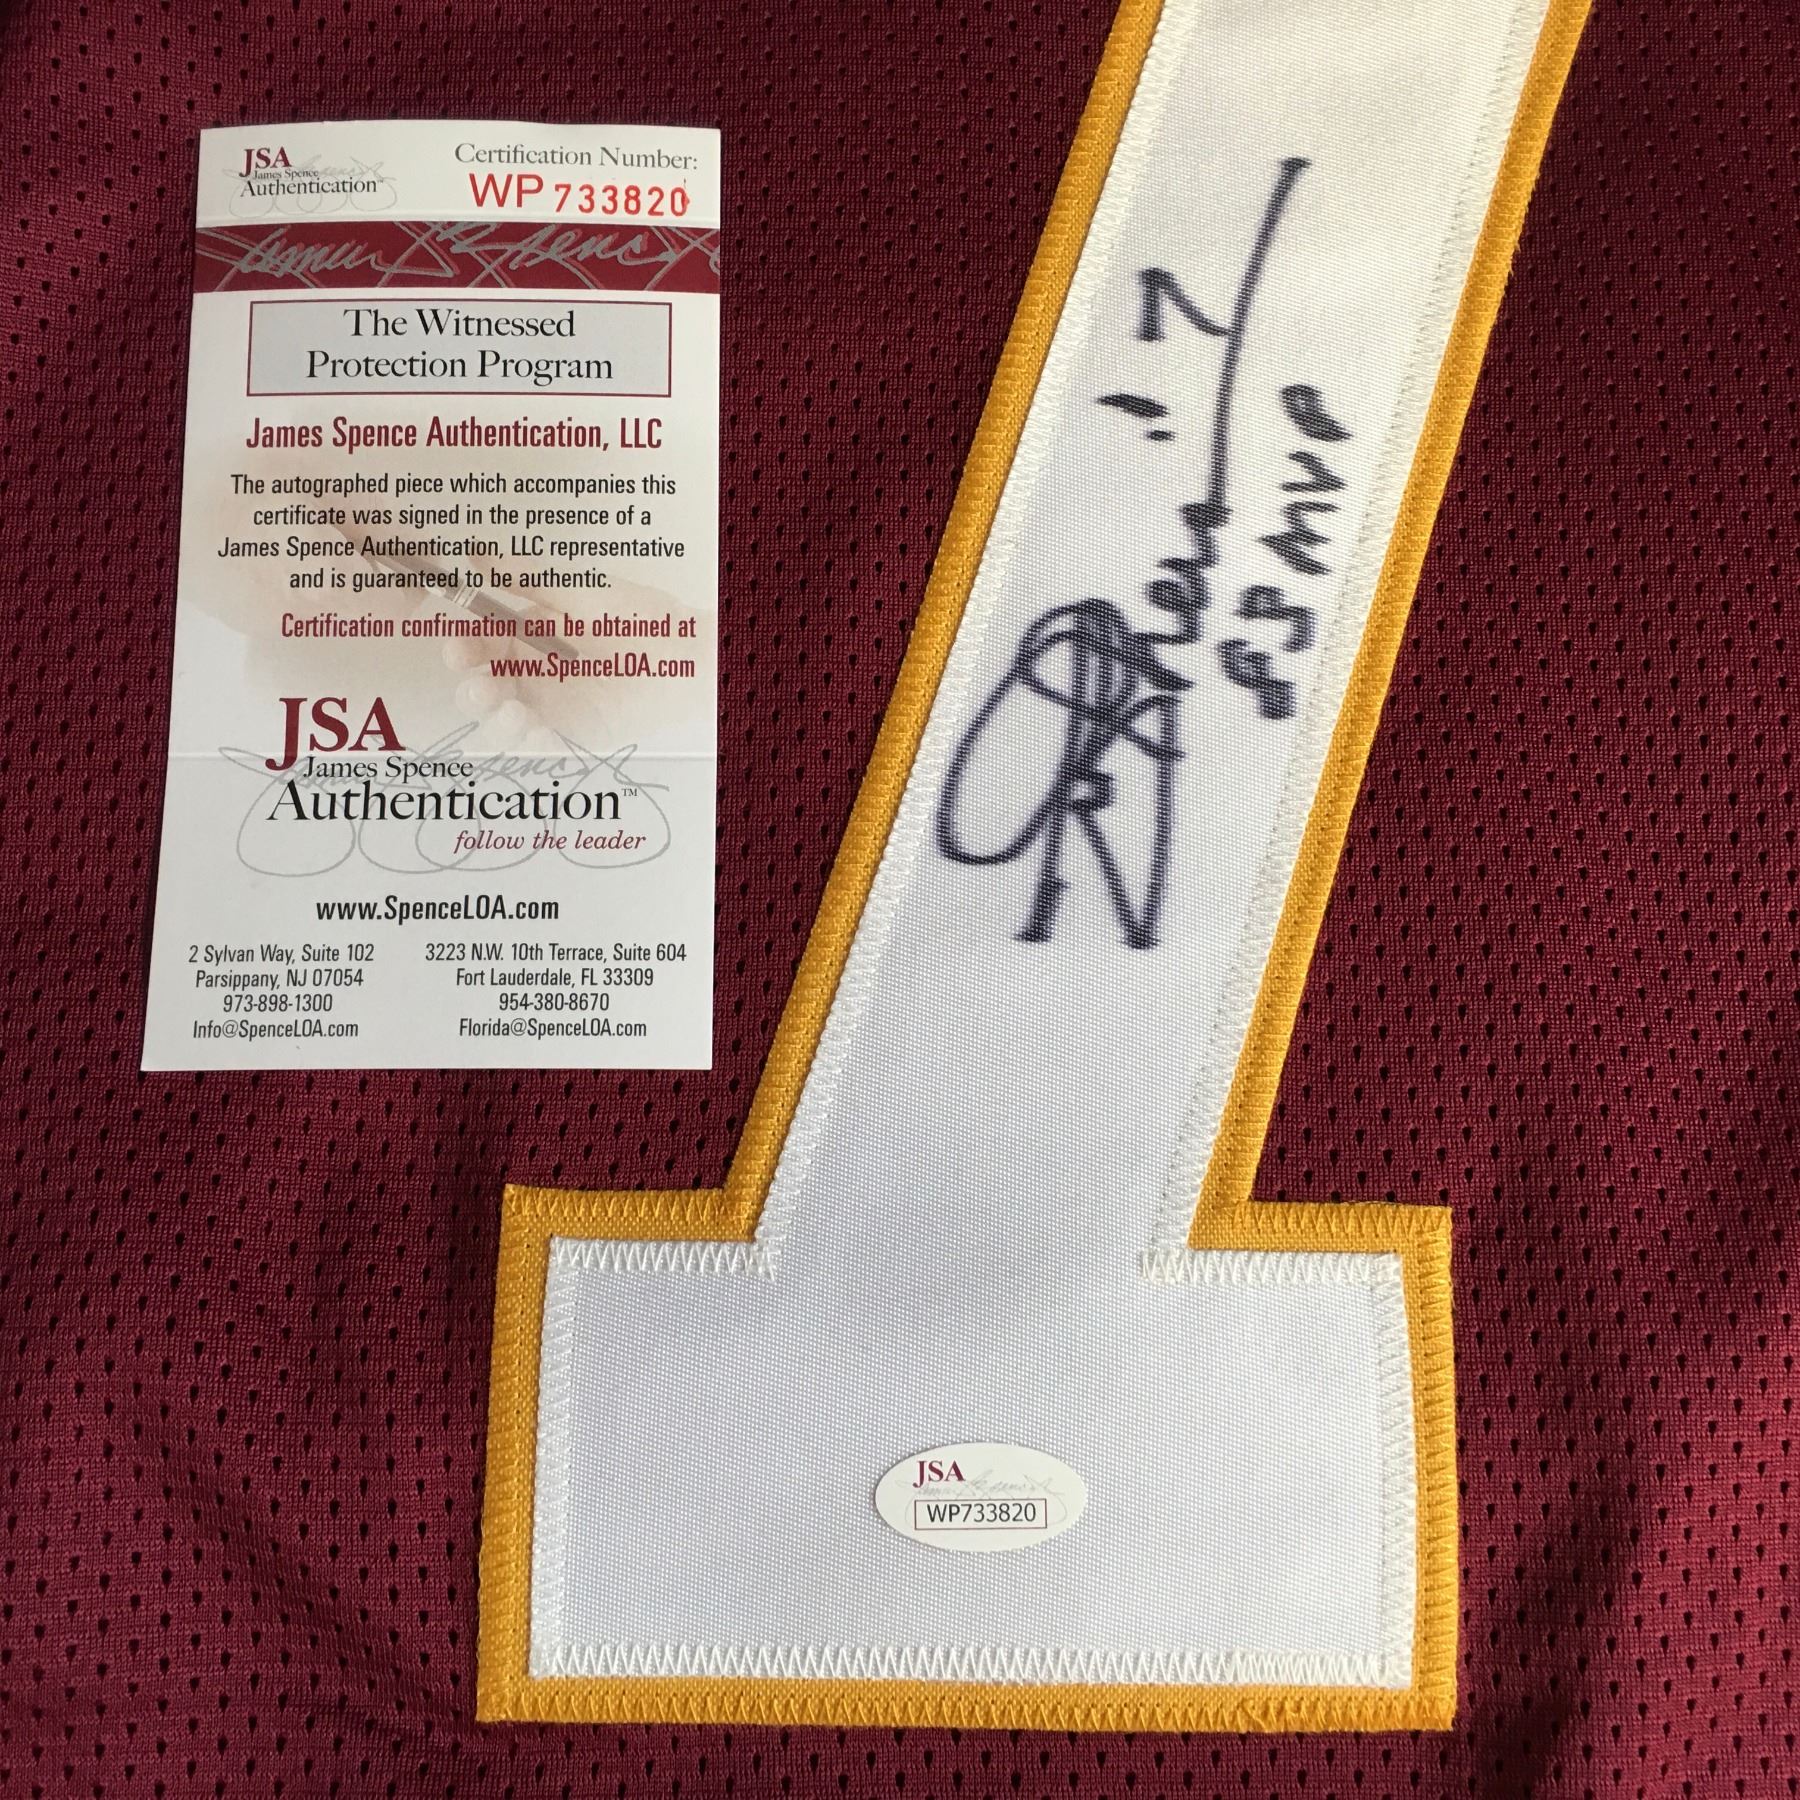 JSA
James Spence
Authentication™
Certification Number:
WP 733820
The Witnessed
Protection Program
James Spence Authentication, LLC
The autographed piece which accompanies this
certificate was signed in the presence of a
James Spence Authentication, LLC representative
and is guaranteed to be authentic.
Certification confirmation can be obtained at
www.SpenceLOA.com
JSA
James Spence
Authentication™
follow the leader
www.SpenceLOA.com
2 Sylvan Way, Suite 102
Parsippany, NJ 07054
973-898-1300
Info@SpenceLOA.com
3223 N.W. 10th Terrace, Suite 604
Fort Lauderdale, FL 33309
954-380-8670
Florida@SpenceLOA.com
83 MVP
JSA
WP733820